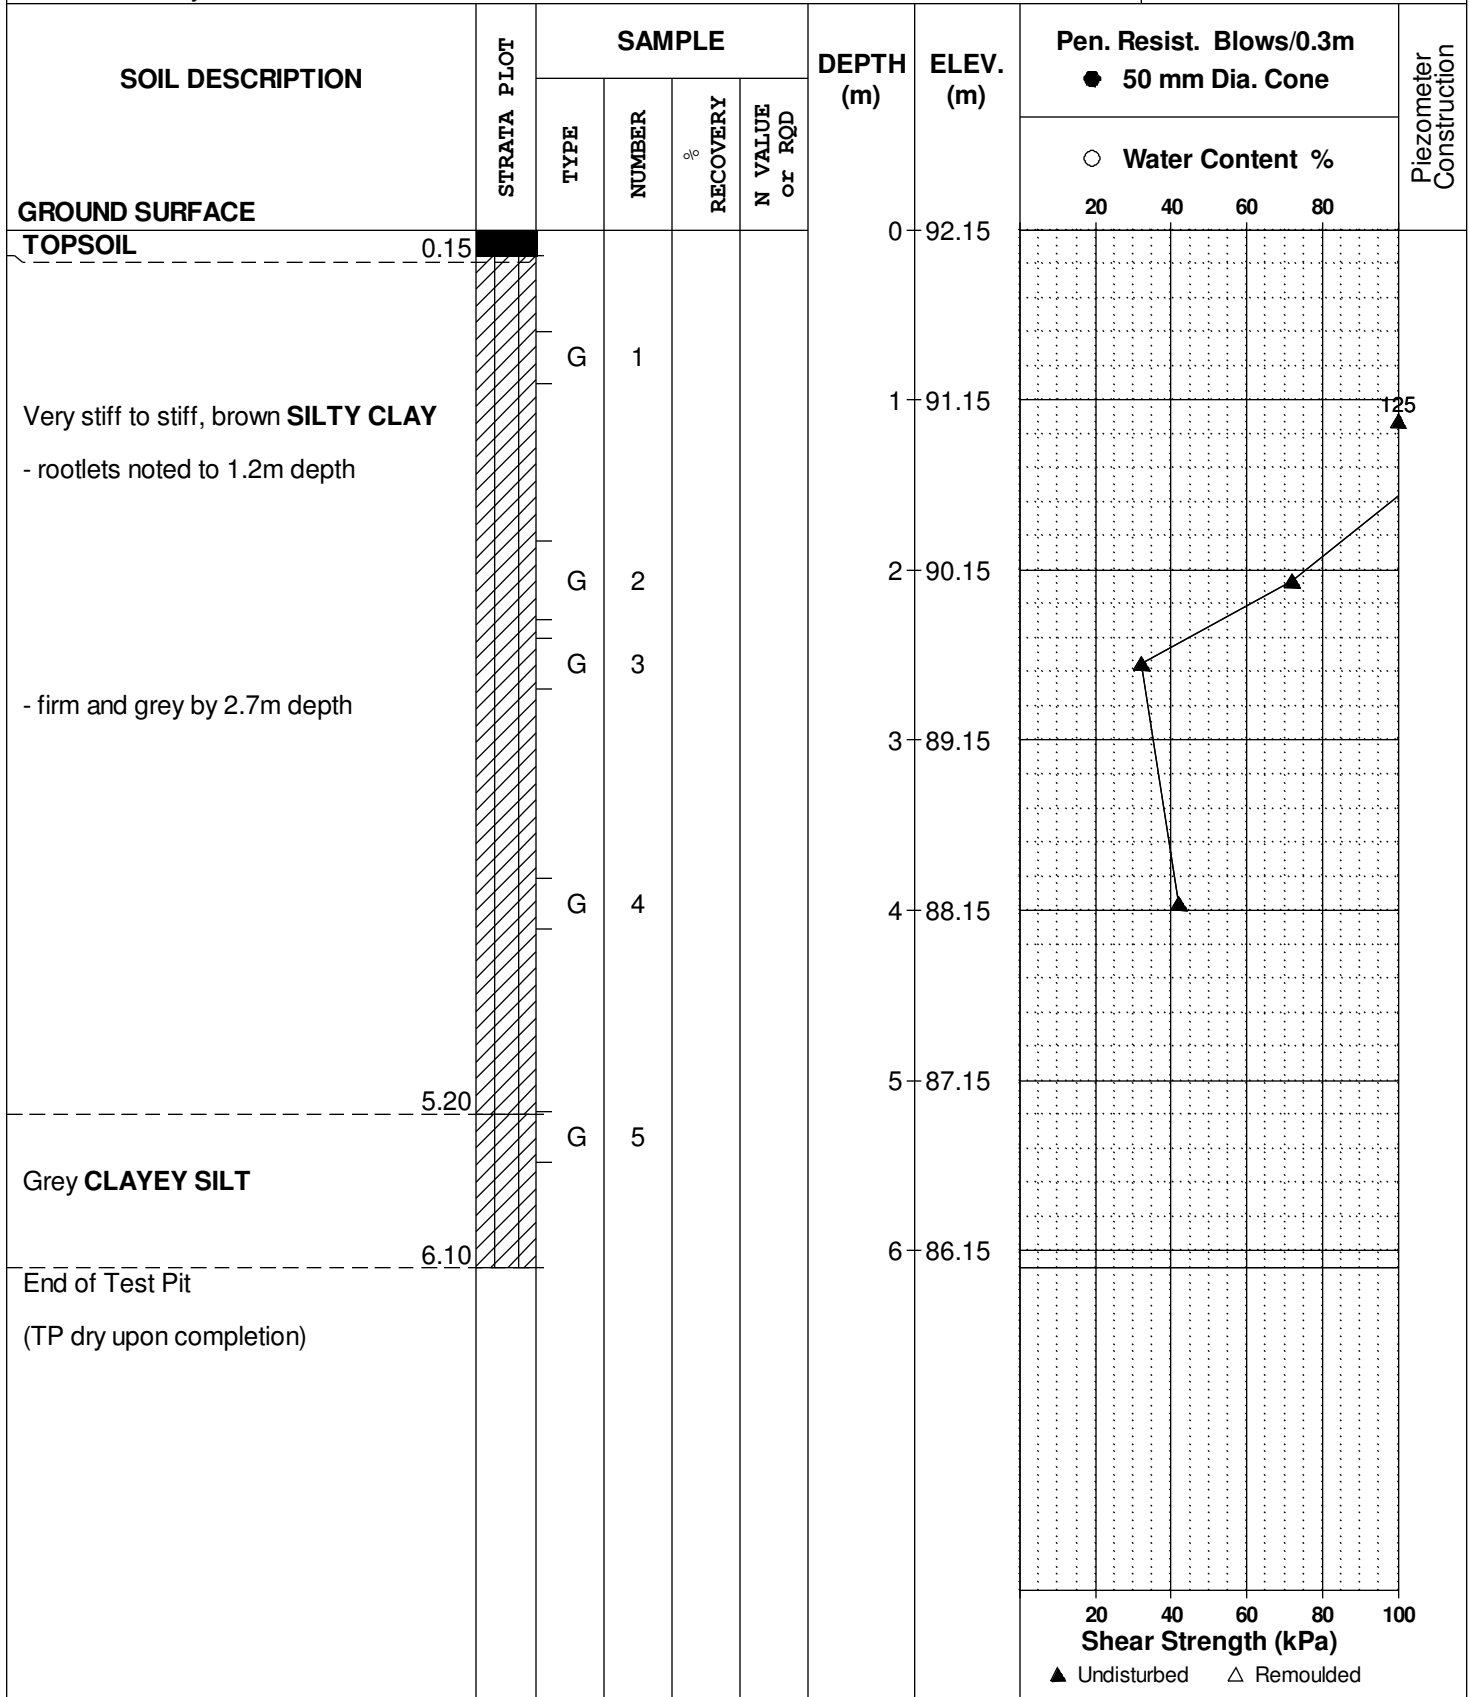 SOIL DESCRIPTION
GROUND SURFACE
STRATA PLOT
SAMPLE
TYPE
NUMBER
%
RECOVERY
N VALUE
or RQD
DEPTH
(m)
ELEV.
(m)
Pen. Resist. Blows/0.3m
● 50 mm Dia. Cone
○ Water Content %
20 40 60 80
Piezometer
Construction
0 92.15
TOPSOIL 0.15
G 1
1 91.15
125
Very stiff to stiff, brown SILTY CLAY
- rootlets noted to 1.2m depth
2 90.15
G 2
G 3
- firm and grey by 2.7m depth
3 89.15
G 4
4 88.15
5 87.15
5.20
G 5
Grey CLAYEY SILT
6 86.15
6.10
End of Test Pit
(TP dry upon completion)
20 40 60 80 100
Shear Strength (kPa)
▲ Undisturbed △ Remoulded